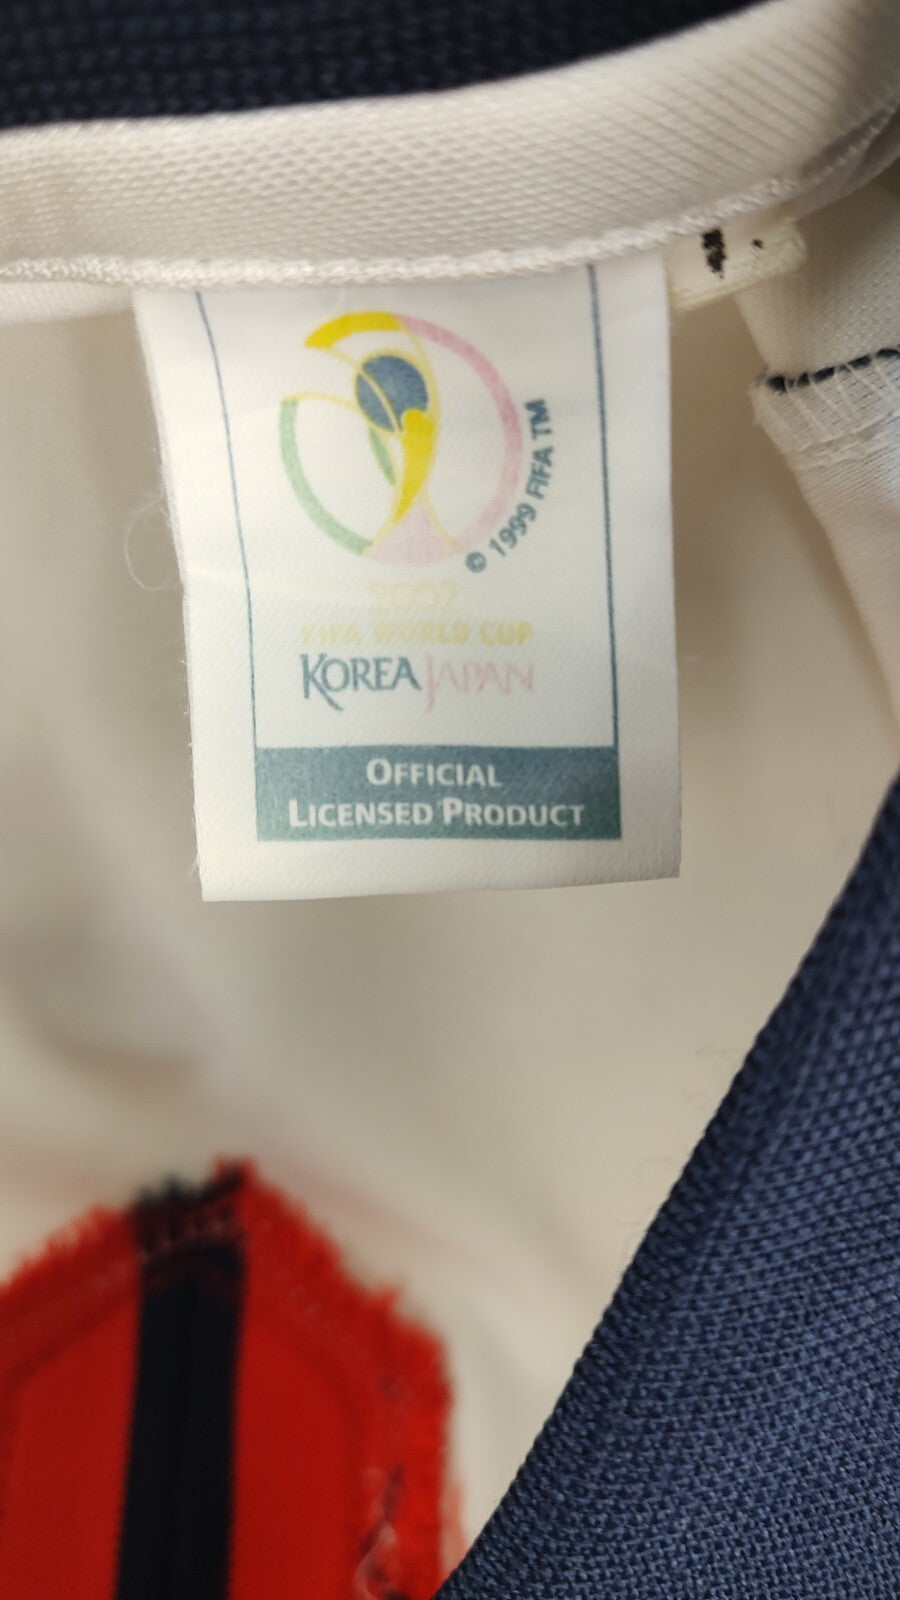 © 1999 FIFA TM
2002
FIFA WORLD CUP
KOREA JAPAN
OFFICIAL
LICENSED PRODUCT